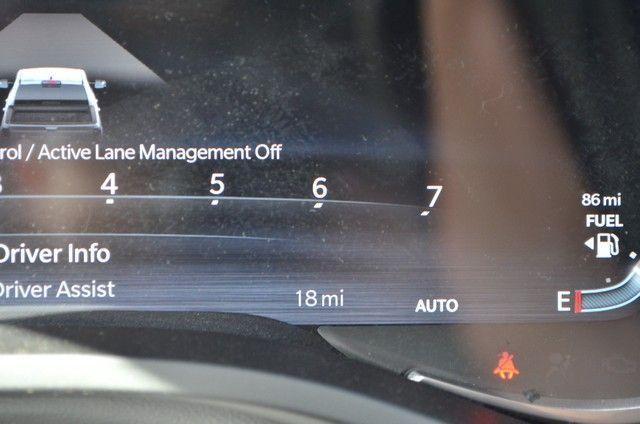 rol / Active Lane Management Off
4 5 6 7
86 mi
FUEL
Driver Info
Driver Assist
18 mi
AUTO
E